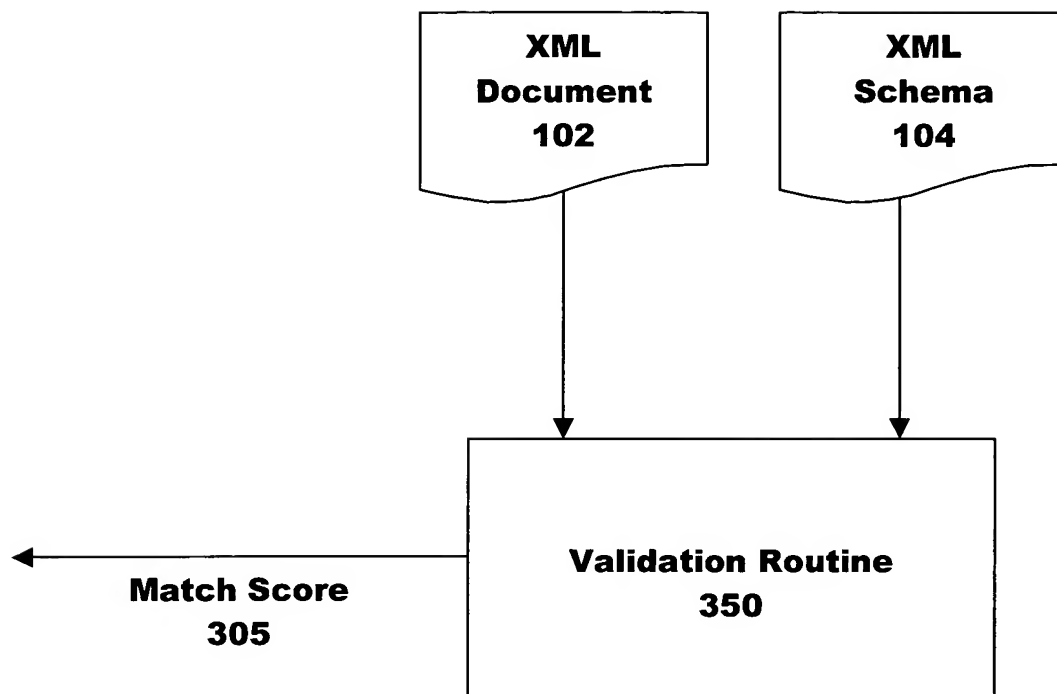 XML
Document
102
XML
Schema
104
Validation Routine
350
Match Score
305